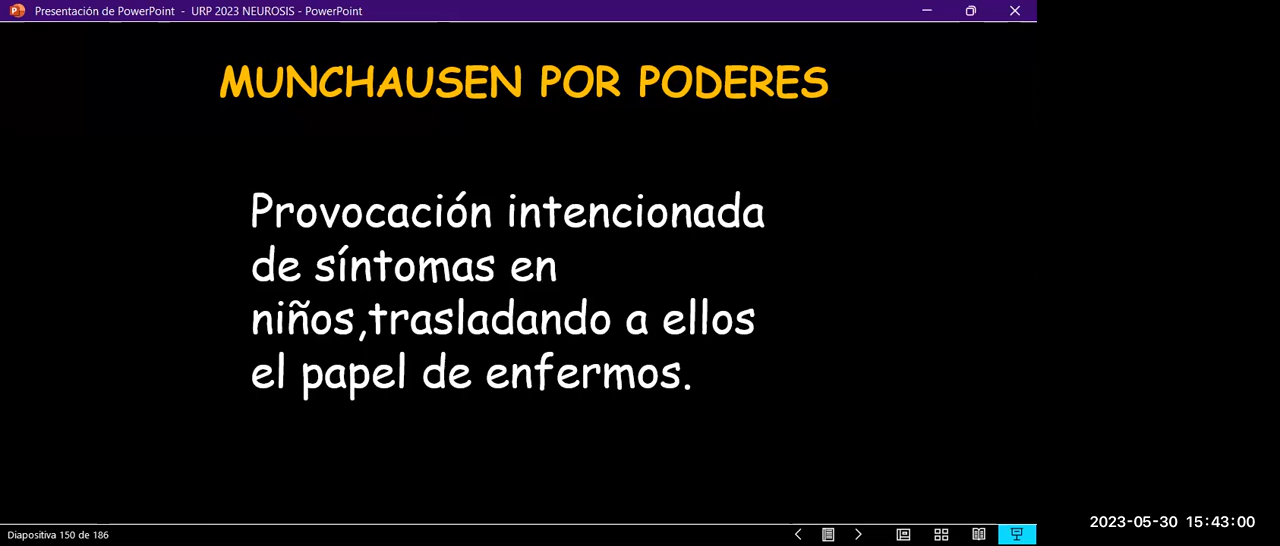 Presentación de PowerPoint - URP 2023 NEUROSIS - PowerPoint
MUNCHAUSEN POR PODERES
Provocación intencionada
de síntomas en
niños,trasladando a ellos
el papel de enfermos.
2023-05-30 15:43:00
Diapositiva 150 de 186